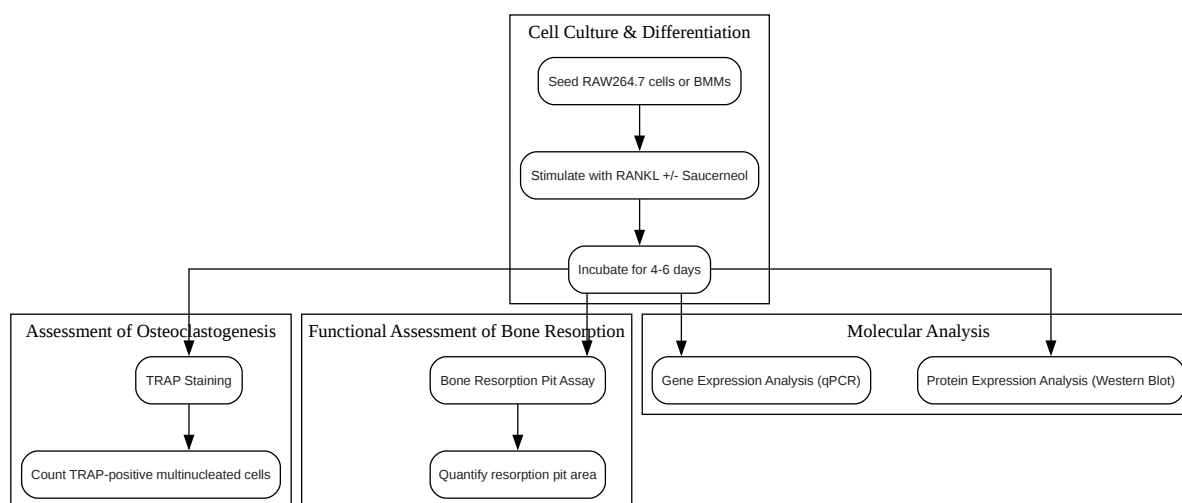 Cell Culture & Differentiation
Seed RAW264.7 cells or BMMs
Stimulate with RANKL +/- Saucerneol
Incubate for 4-6 days
Assessment of Osteoclastogenesis
Functional Assessment of Bone Resorption
Molecular Analysis
TRAP Staining
Bone Resorption Pit Assay
Gene Expression Analysis (qPCR)
Protein Expression Analysis (Western Blot)
Count TRAP-positive multinucleated cells
Quantify resorption pit area